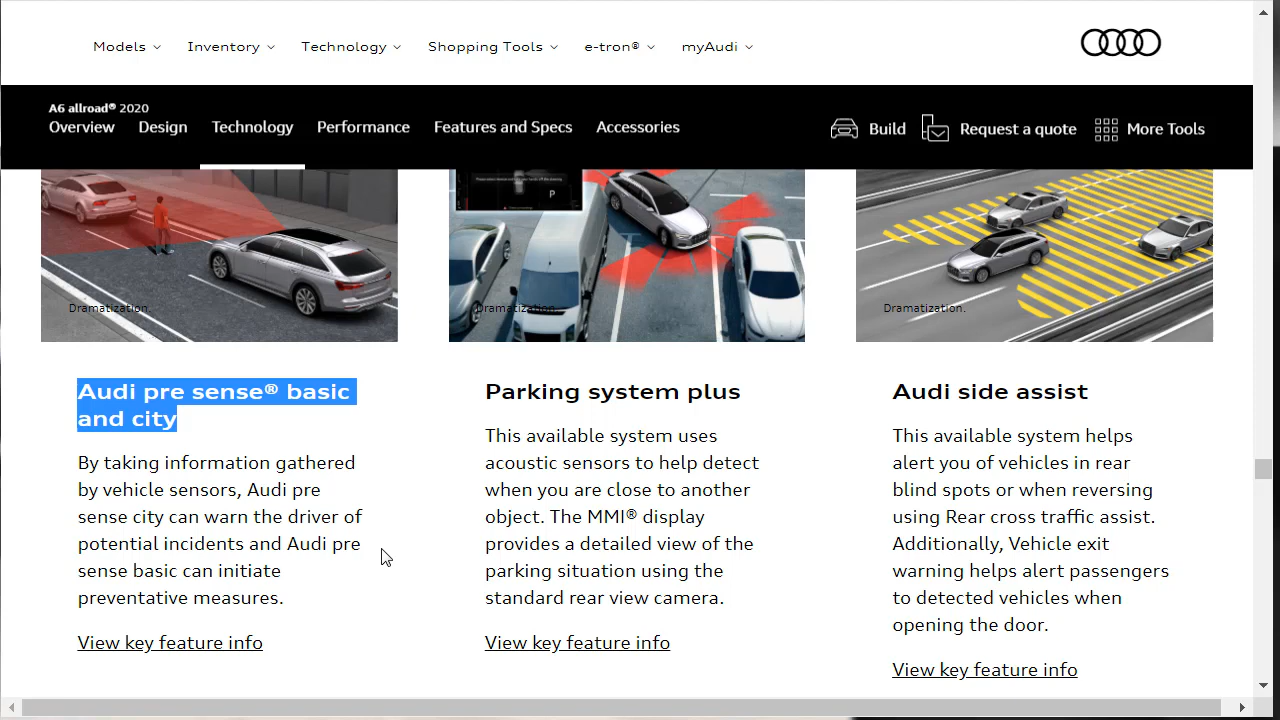 Models Inventory Technology Shopping Tools e-tron® myAudi
A6 allroad® 2020
Overview Design Technology Performance Features and Specs Accessories Build Request a quote More Tools
P
Dramatization. Dramatization. Dramatization.
Audi pre sense® basic
and city
By taking information gathered
by vehicle sensors, Audi pre
sense city can warn the driver of
potential incidents and Audi pre
sense basic can initiate
preventative measures.
View key feature info
Parking system plus
This available system uses
acoustic sensors to help detect
when you are close to another
object. The MMI® display
provides a detailed view of the
parking situation using the
standard rear view camera.
View key feature info
Audi side assist
This available system helps
alert you of vehicles in rear
blind spots or when reversing
using Rear cross traffic assist.
Additionally, Vehicle exit
warning helps alert passengers
to detected vehicles when
opening the door.
View key feature info